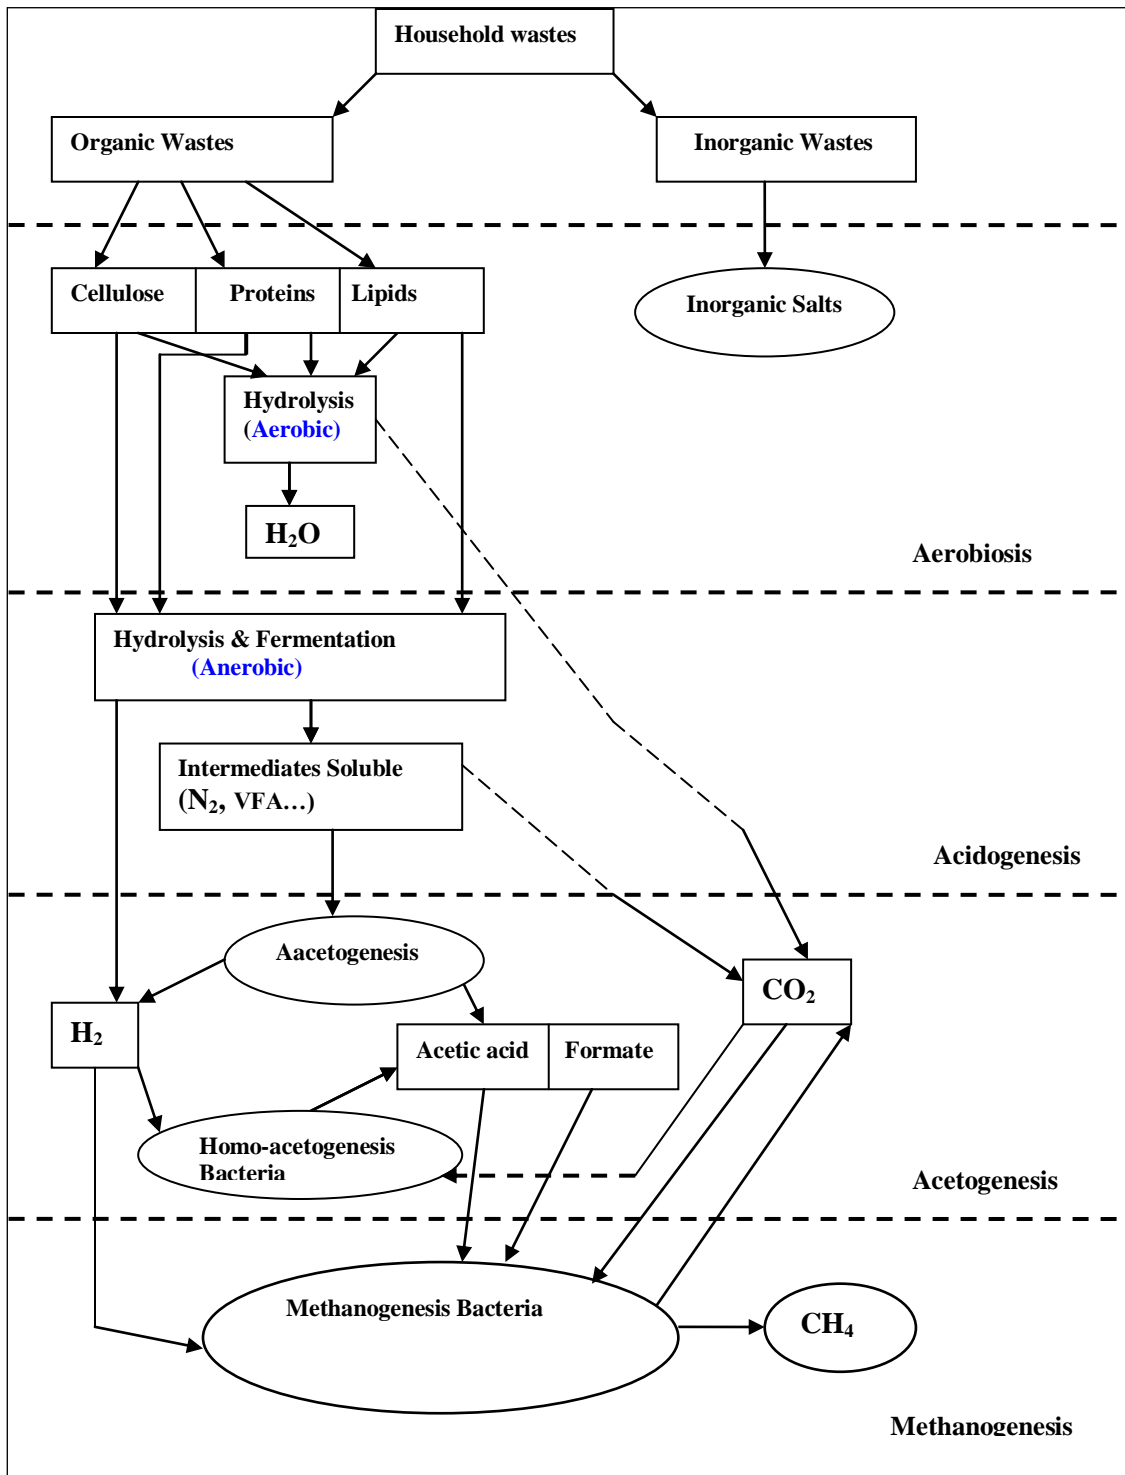 Household wastes
Organic Wastes
Inorganic Wastes
Cellulose
Proteins
Lipids
Inorganic Salts
Hydrolysis
(Aerobic)
H₂O
Aerobiosis
Hydrolysis & Fermentation
(Anerobic)
Intermediates Soluble
(N₂, VFA…)
Acidogenesis
Aacetogenesis
CO₂
H₂
Acetic acid
Formate
Homo-acetogenesis
Bacteria
Acetogenesis
Methanogenesis Bacteria
CH₄
Methanogenesis